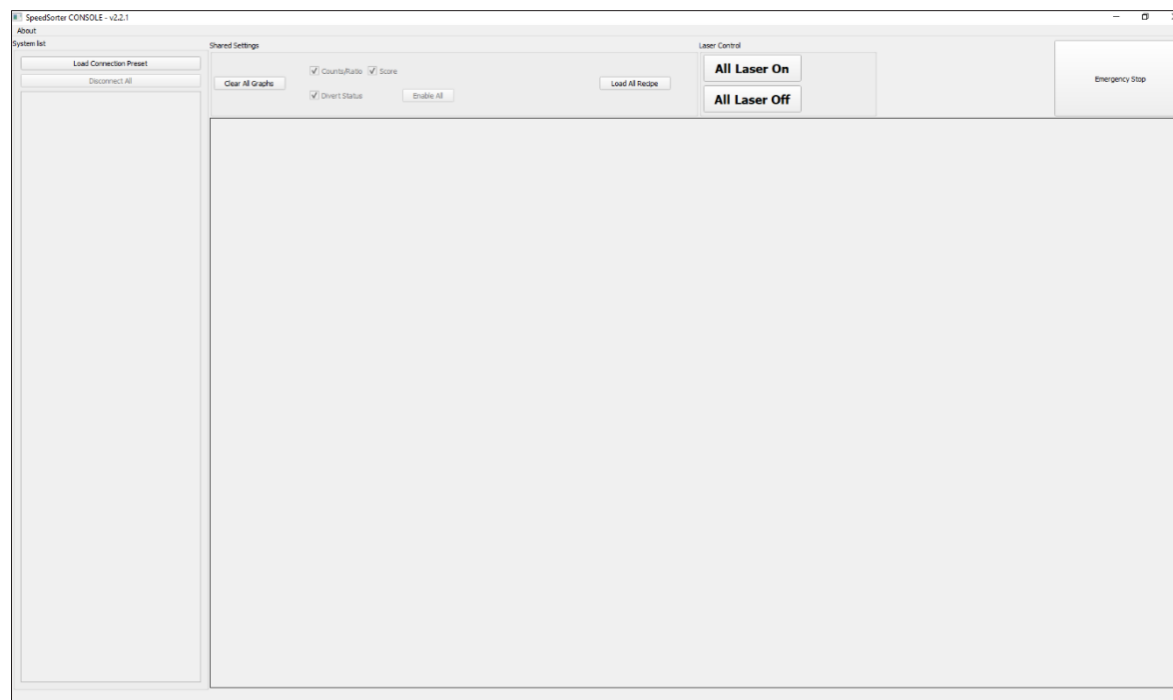 SpeedSorter CONSOLE - v2.2.1
About
System list
Load Connection Preset
Disconnect All
Shared Settings
Clear All Graphs
Counts/Ratio
Score
Divert Status
Enable All
Load All Recipe
Laser Control
All Laser On
All Laser Off
Emergency Stop